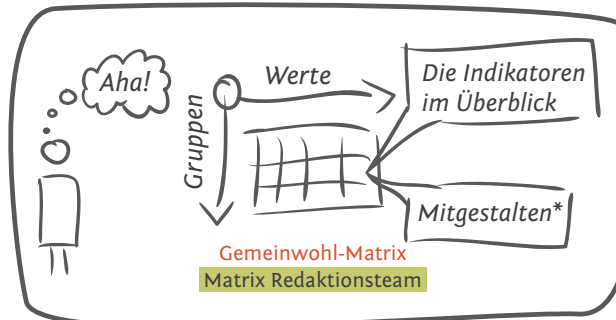 Aha!
Werte
Gruppen
Die Indikatoren
im Überblick
Mitgestalten*
Gemeinwohl-Matrix
Matrix Redaktionsteam